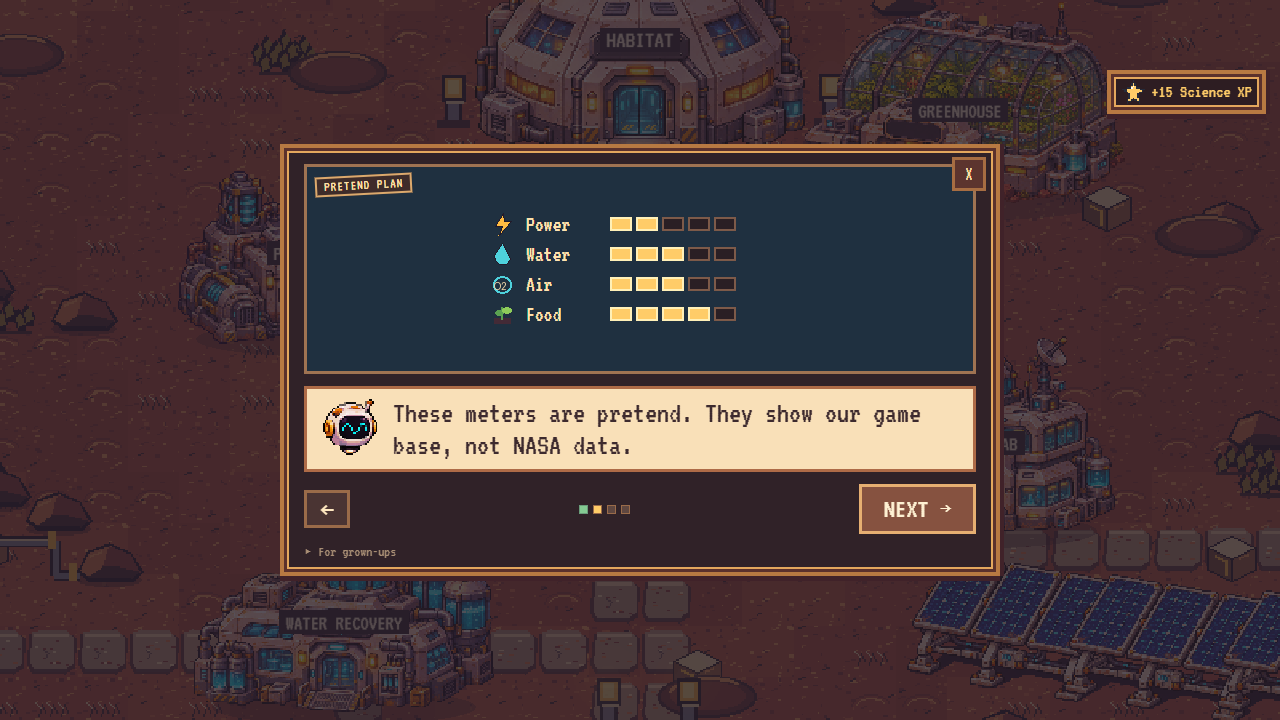 HABITAT
GREENHOUSE
+15 Science XP
PRETEND PLAN
X
Power
Water
O2 Air
Food
These meters are pretend. They show our game
base, not NASA data.
NEXT →
For grown-ups
WATER RECOVERY